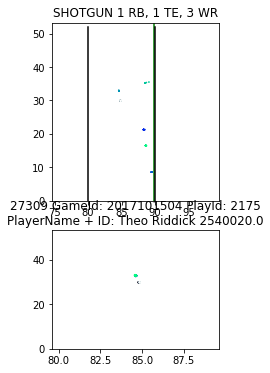 SHOTGUN 1 RB, 1 TE, 3 WR
50
40
30
20
10
0
75 80 85 90 95
27309 GameId: 2017101504 PlayId: 2175
PlayerName + ID: Theo Riddick 2540020.0
40
20
0
80.0 82.5 85.0 87.5